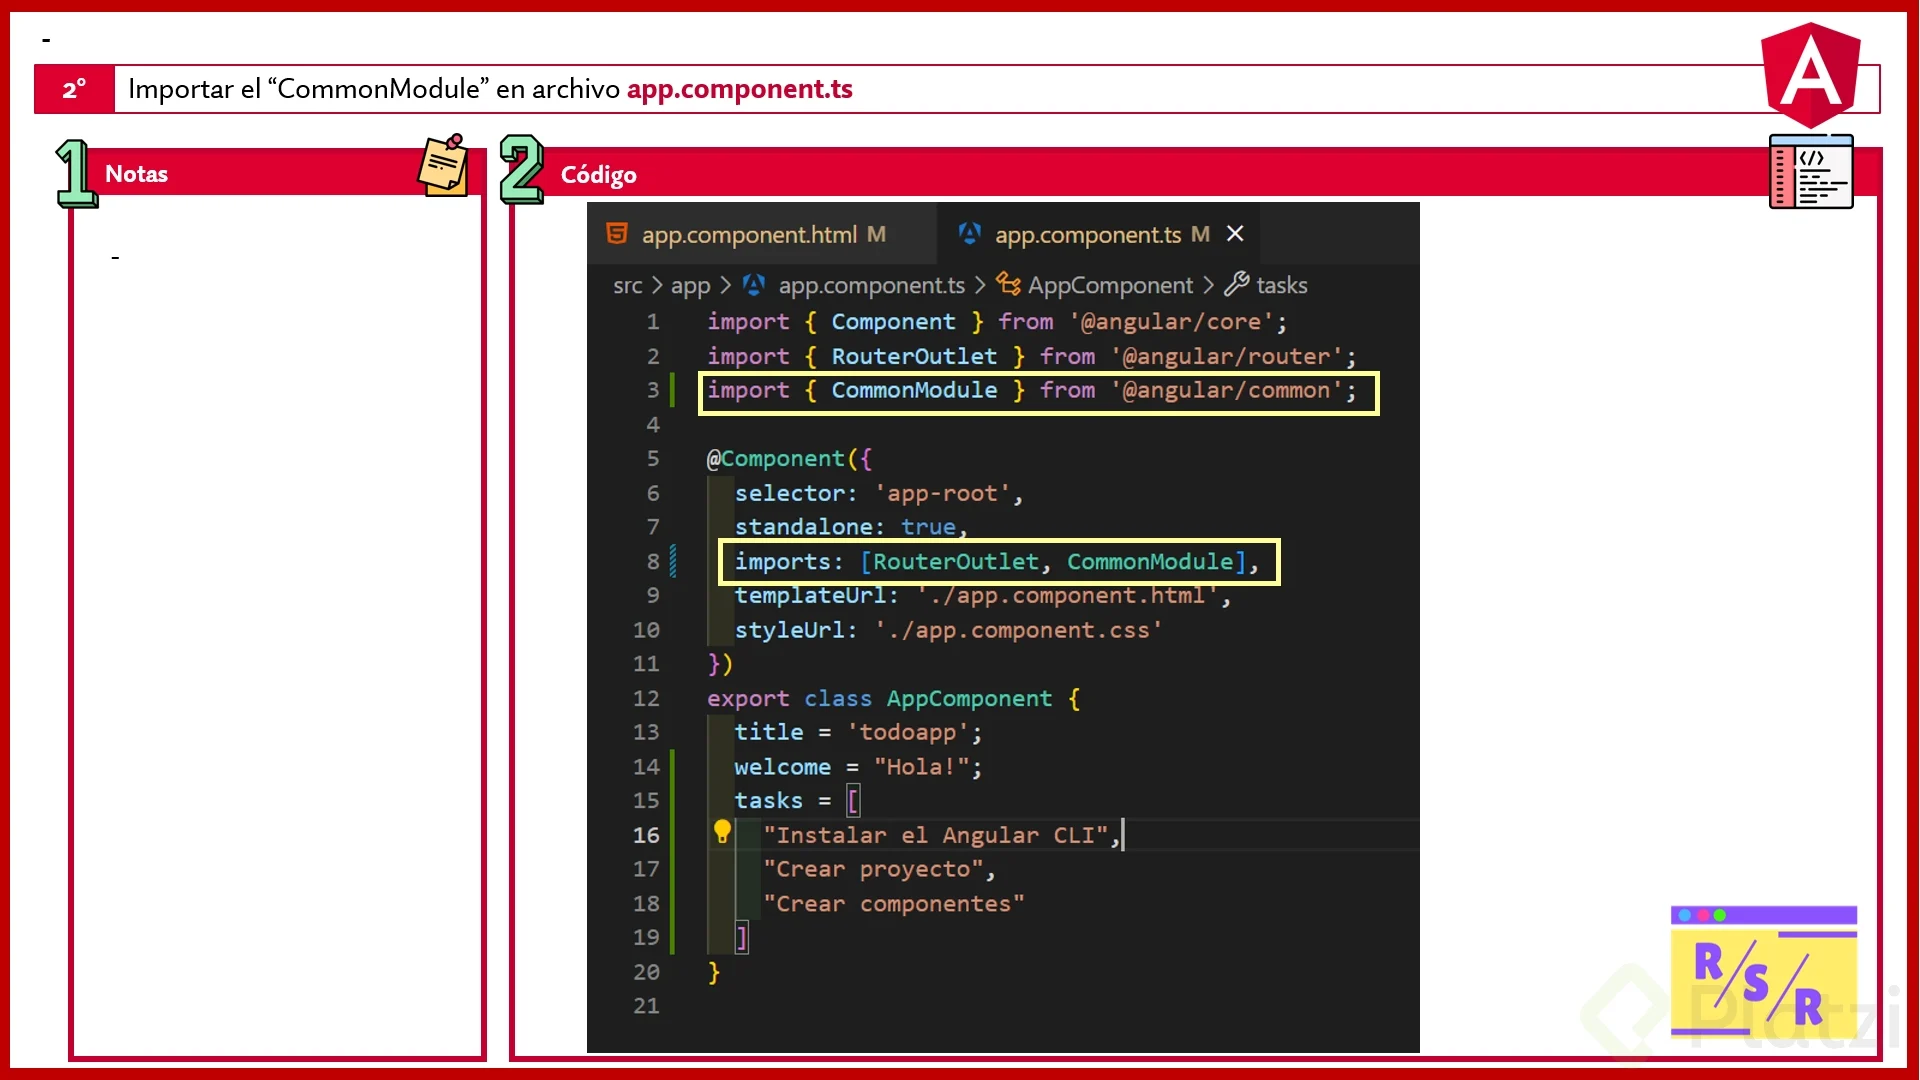 -
2° Importar el “CommonModule” en archivo app.component.ts
1 Notas
-
2 Código
app.component.html M app.component.ts M
src > app > app.component.ts > AppComponent > tasks
1 import { Component } from '@angular/core';
2 import { RouterOutlet } from '@angular/router';
3 import { CommonModule } from '@angular/common';
4
5 @Component({
6 selector: 'app-root',
7 standalone: true,
8 imports: [RouterOutlet, CommonModule],
9 templateUrl: './app.component.html',
10 styleUrl: './app.component.css'
11 })
12 export class AppComponent {
13 title = 'todoapp';
14 welcome = "Hola!";
15 tasks = [
16 "Instalar el Angular CLI",
17 "Crear proyecto",
18 "Crear componentes"
19 ]
20 }
21
R/S/R
Platzi